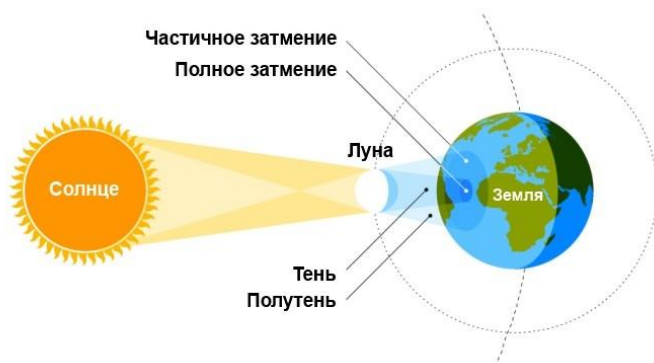 Частичное затмение
Полное затмение
Луна
Солнце
Земля
Тень
Полутень